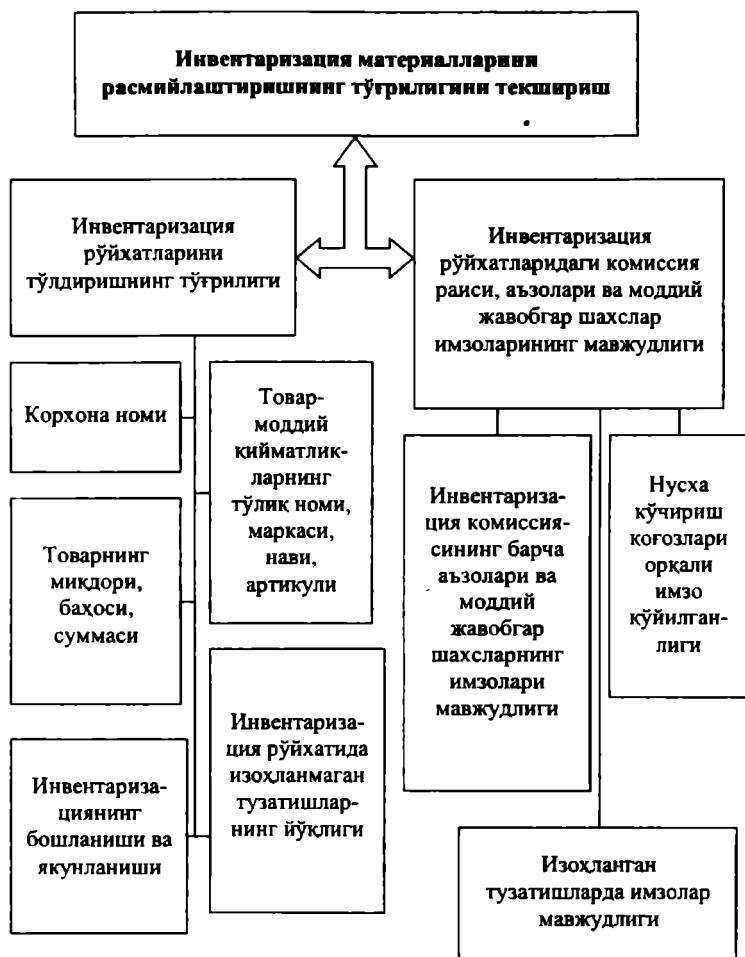 Инвентаризация материалларини
расмийлаштиришнинг тўғрилигини текшириш
Инвентаризация
рўйхатларини
тўлдиришнинг тўғрилиги
Инвентаризация
рўйхатларидаги комиссия
раиси, аъзолари ва моддий
жавобгар шахслар
имзоларининг мавжудлиги
Корхона номи
Товар-
моддий
қийматлик-
ларнинг
тўлиқ номи,
маркаси,
нави,
артикули
Товарнинг
миқдори,
баҳоси,
суммаси
Инвентариза-
циянинг
бошланиши ва
якунланиши
Инвентариза-
ция рўйхатида
изоҳланмаган
тузатишлар-
нинг йўқлиги
Инвентариза-
ция комиссия-
сининг барча
аъзолари ва
моддий
жавобгар
шахсларнинг
имзолари
мавжудлиги
Нусха
кўчириш
қоғозлари
орқали
имзо
қўйилган-
лиги
Изоҳланган
тузатишларда имзолар
мавжудлиги